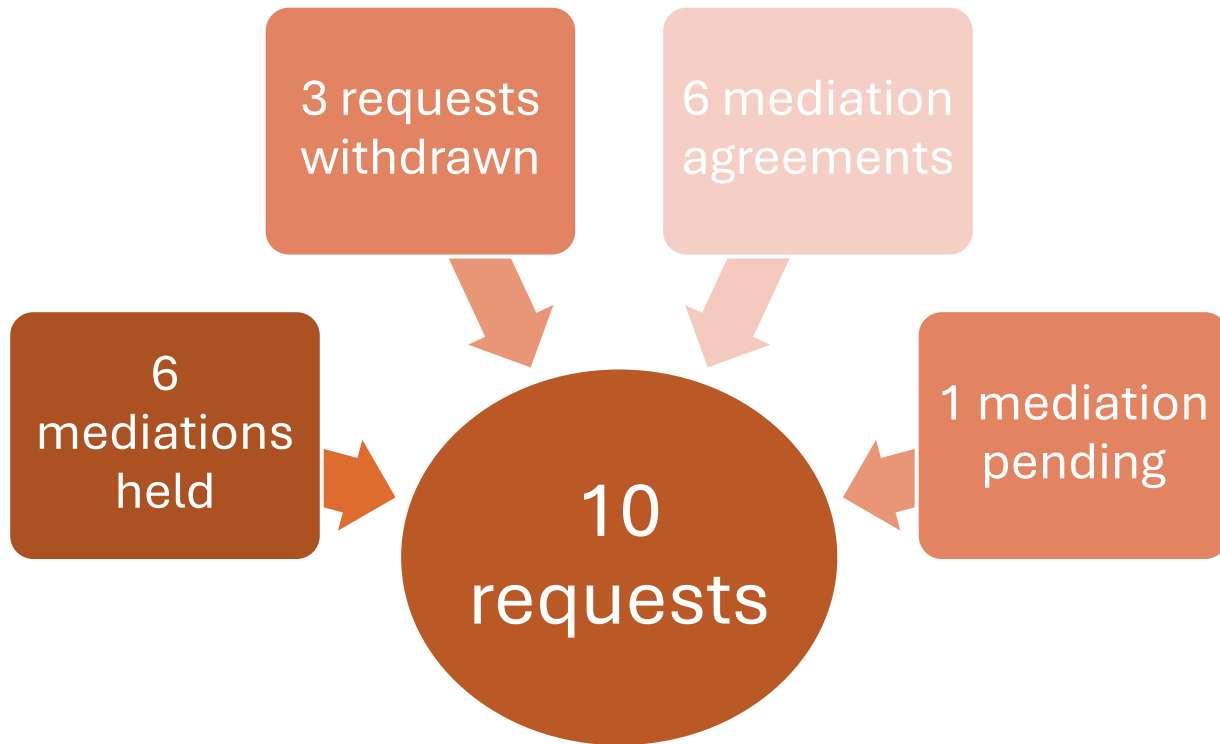 3 requests
withdrawn
6 mediation
agreements
6
mediations
held
1 mediation
pending
10
requests